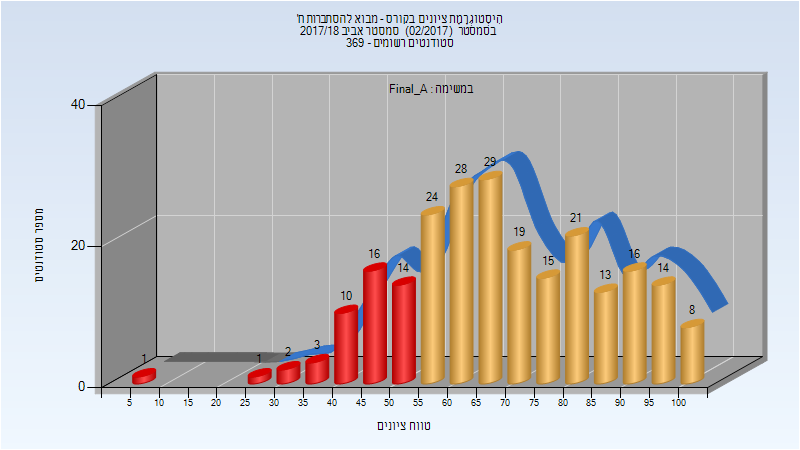 היסטוגרמת ציונים בקורס - מבוא להסתברות ח'
בסמסטר (02/2017) סמסטר אביב 2017/18
סטודנטים רשומים - 369
במשימה : Final_A
מספר סטודנטים
40
20
0
1 1 2 3 10 16 14 24 28 29 19 15 21 13 16 14 8
5 10 15 20 25 30 35 40 45 50 55 60 65 70 75 80 85 90 95 100
טווח ציונים